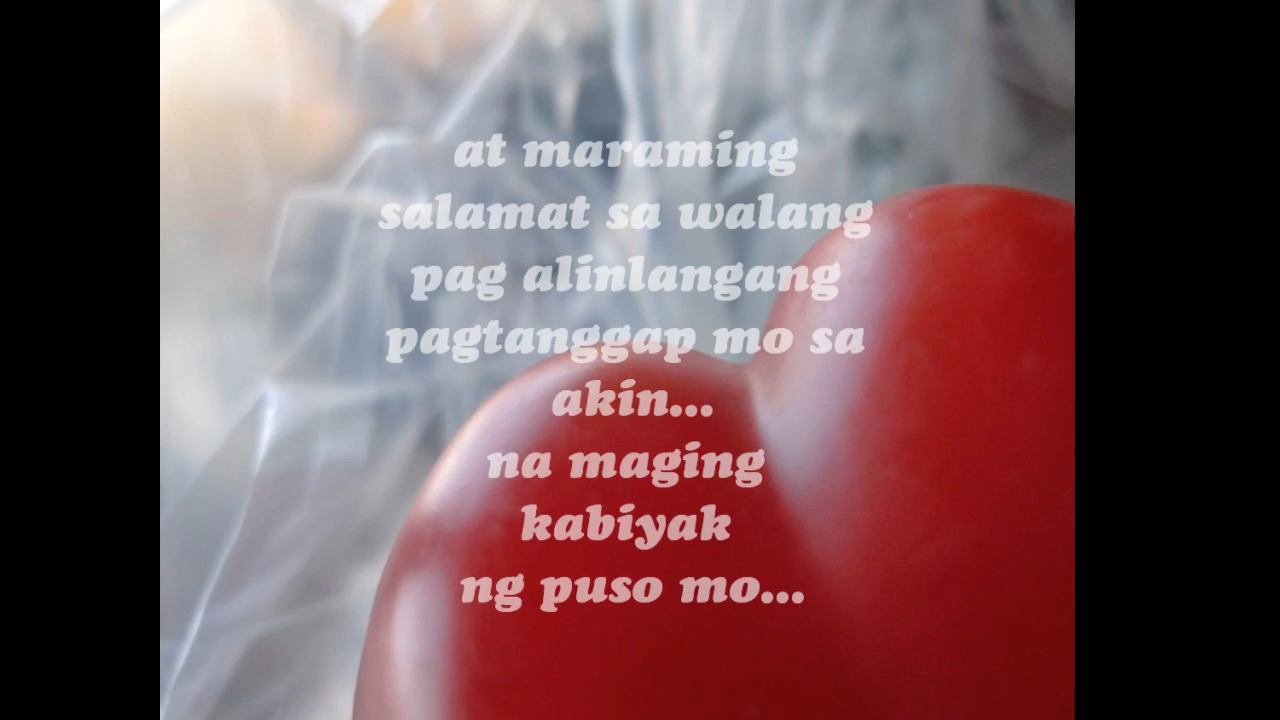 at maraming
salamat sa walang
pag alinlangang
pagtanggap mo sa
akin...
na maging
kabiyak
ng puso mo...